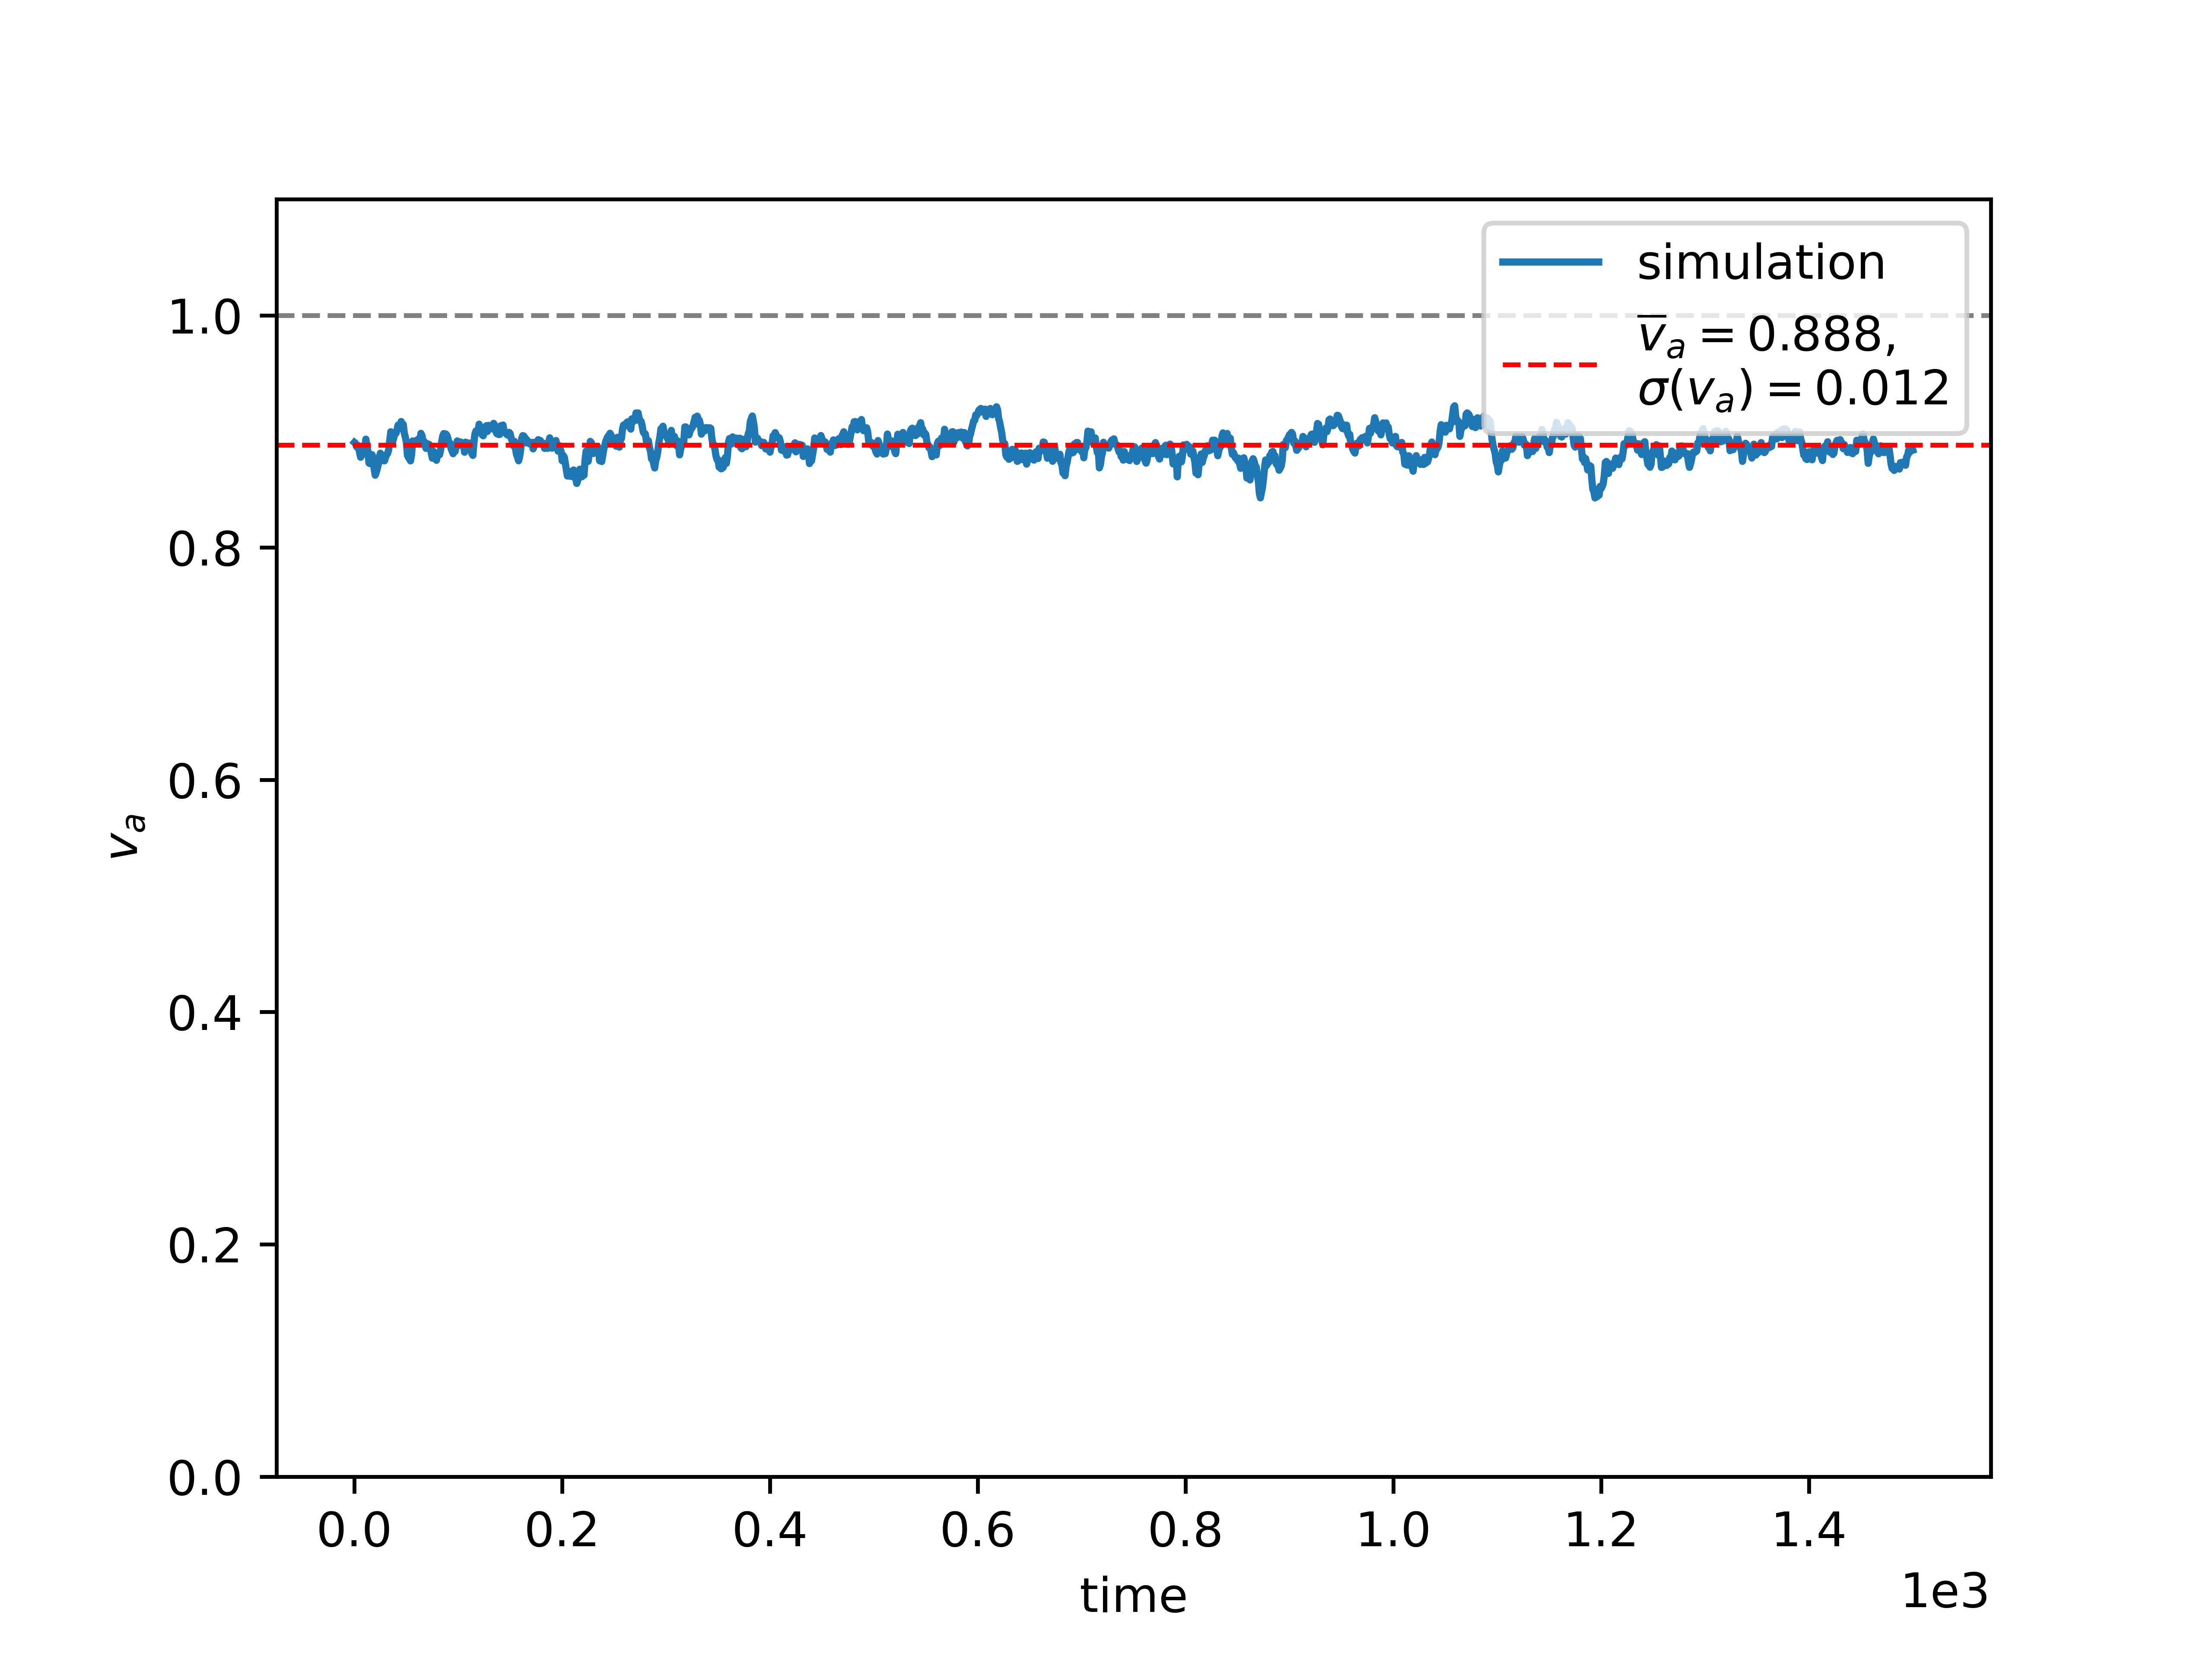 simulation
v̅ₐ = 0.888,
σ(vₐ) = 0.012
1.0
0.8
0.6
0.4
0.2
0.0
vₐ
0.0 0.2 0.4 0.6 0.8 1.0 1.2 1.4
time
1e3